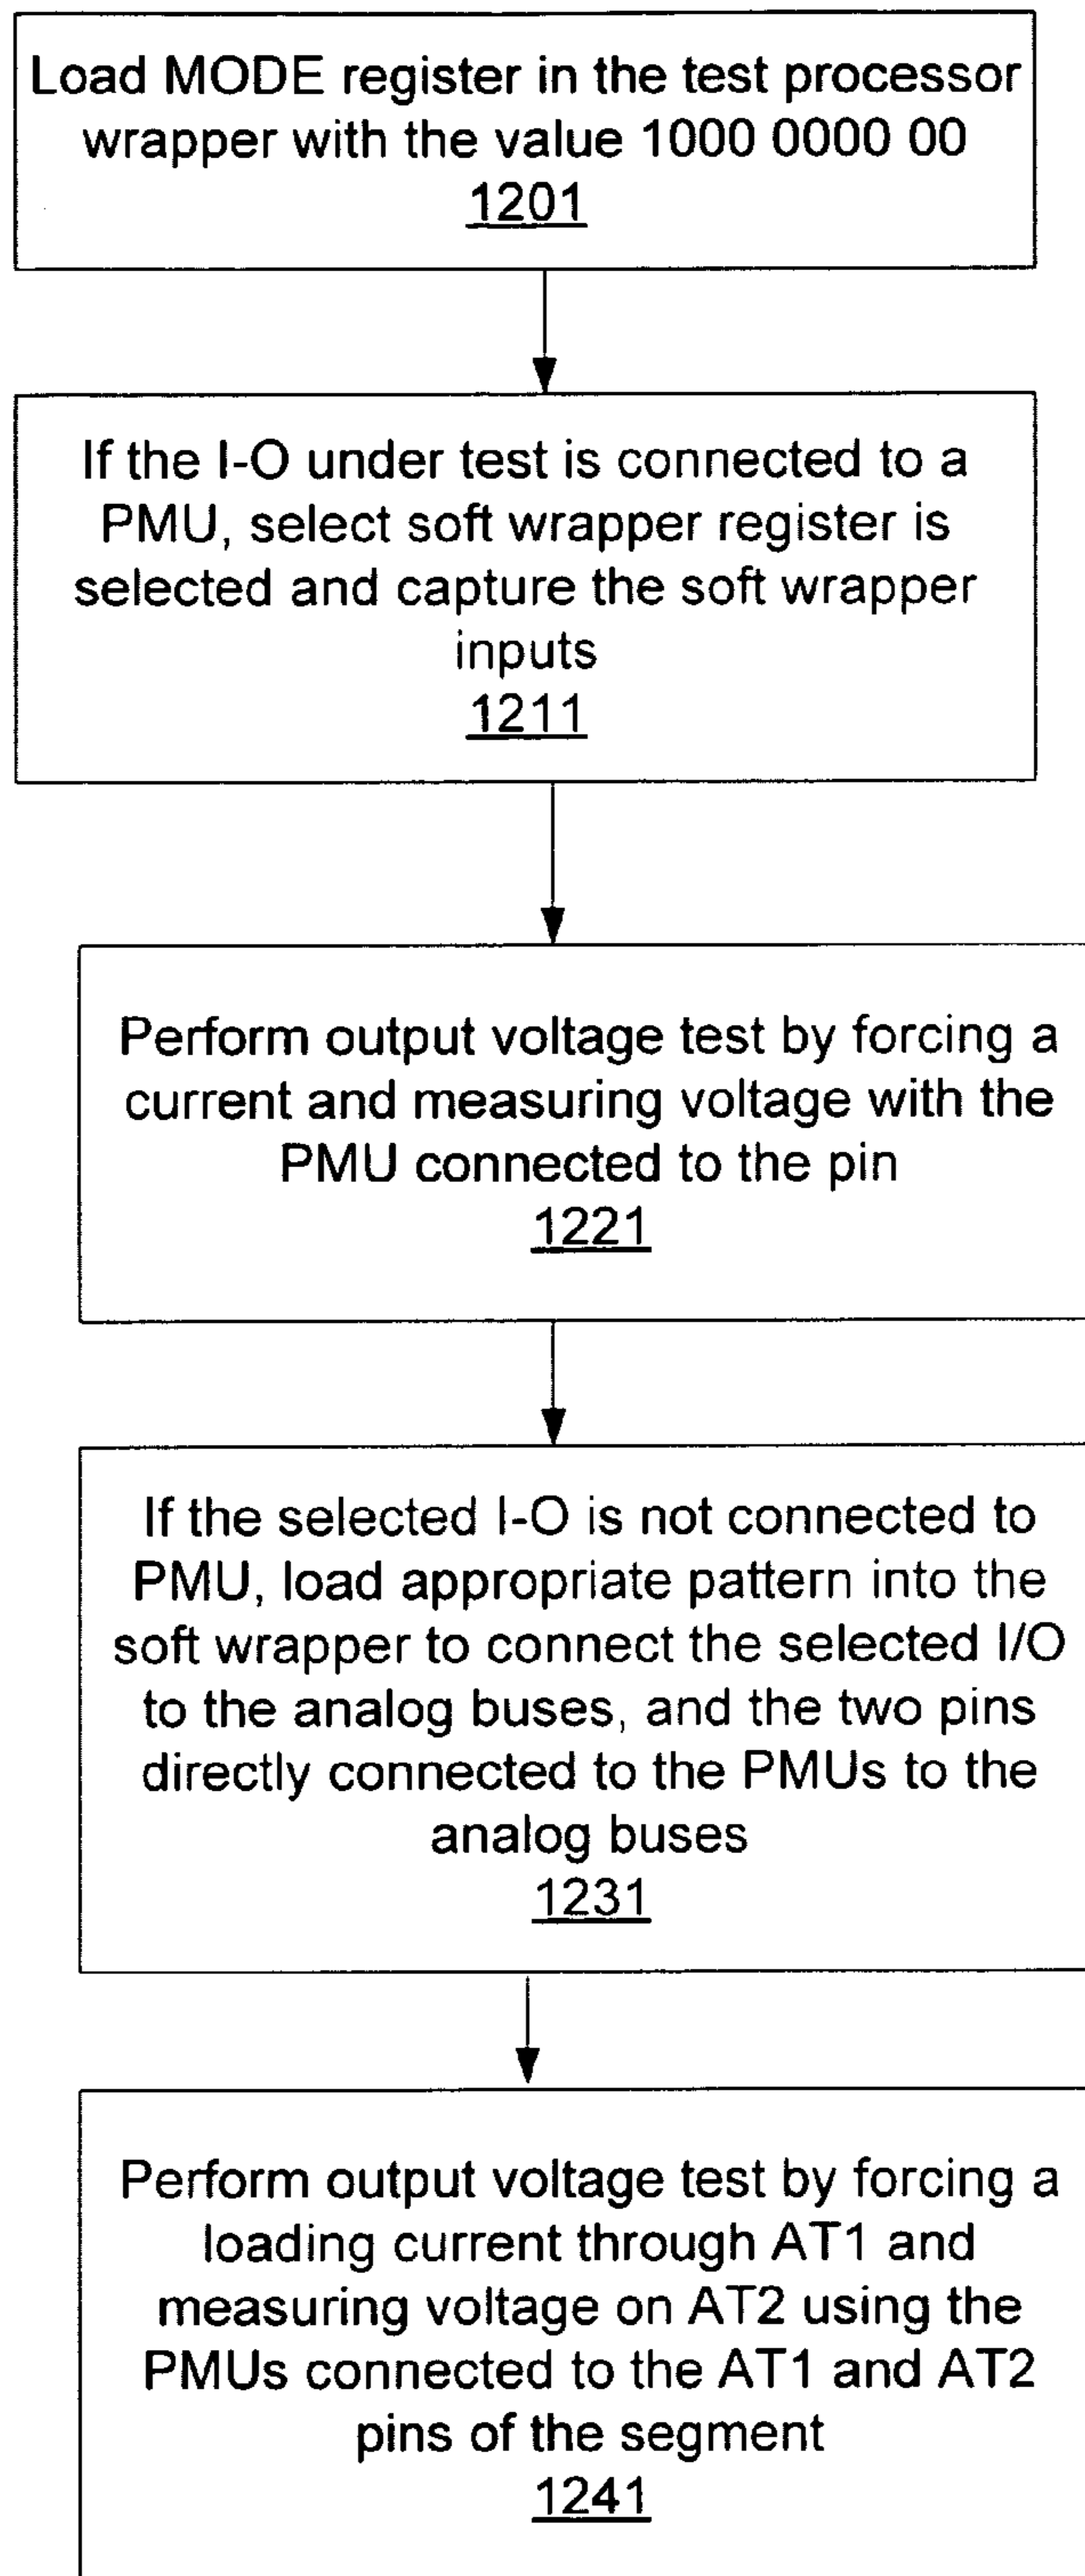 Load MODE register in the test processor
wrapper with the value 1000 0000 00
1201
If the I-O under test is connected to a
PMU, select soft wrapper register is
selected and capture the soft wrapper
inputs
1211
Perform output voltage test by forcing a
current and measuring voltage with the
PMU connected to the pin
1221
If the selected I-O is not connected to
PMU, load appropriate pattern into the
soft wrapper to connect the selected I/O
to the analog buses, and the two pins
directly connected to the PMUs to the
analog buses
1231
Perform output voltage test by forcing a
loading current through AT1 and
measuring voltage on AT2 using the
PMUs connected to the AT1 and AT2
pins of the segment
1241